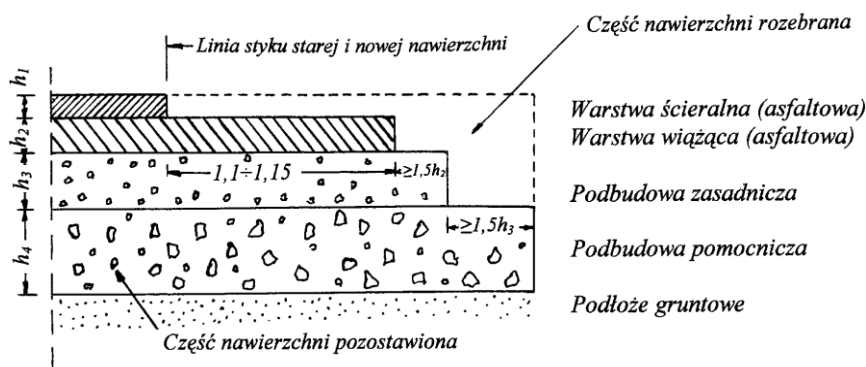 Linia styku starej i nowej nawierzchni
Część nawierzchni rozebrana
h1
h2
h3
h4
Warstwa ścieralna (asfaltowa)
Warstwa wiążąca (asfaltowa)
1,1÷1,15
≥1,5h2
Podbudowa zasadnicza
≥1,5h3
Podbudowa pomocnicza
Podłoże gruntowe
Część nawierzchni pozostawiona